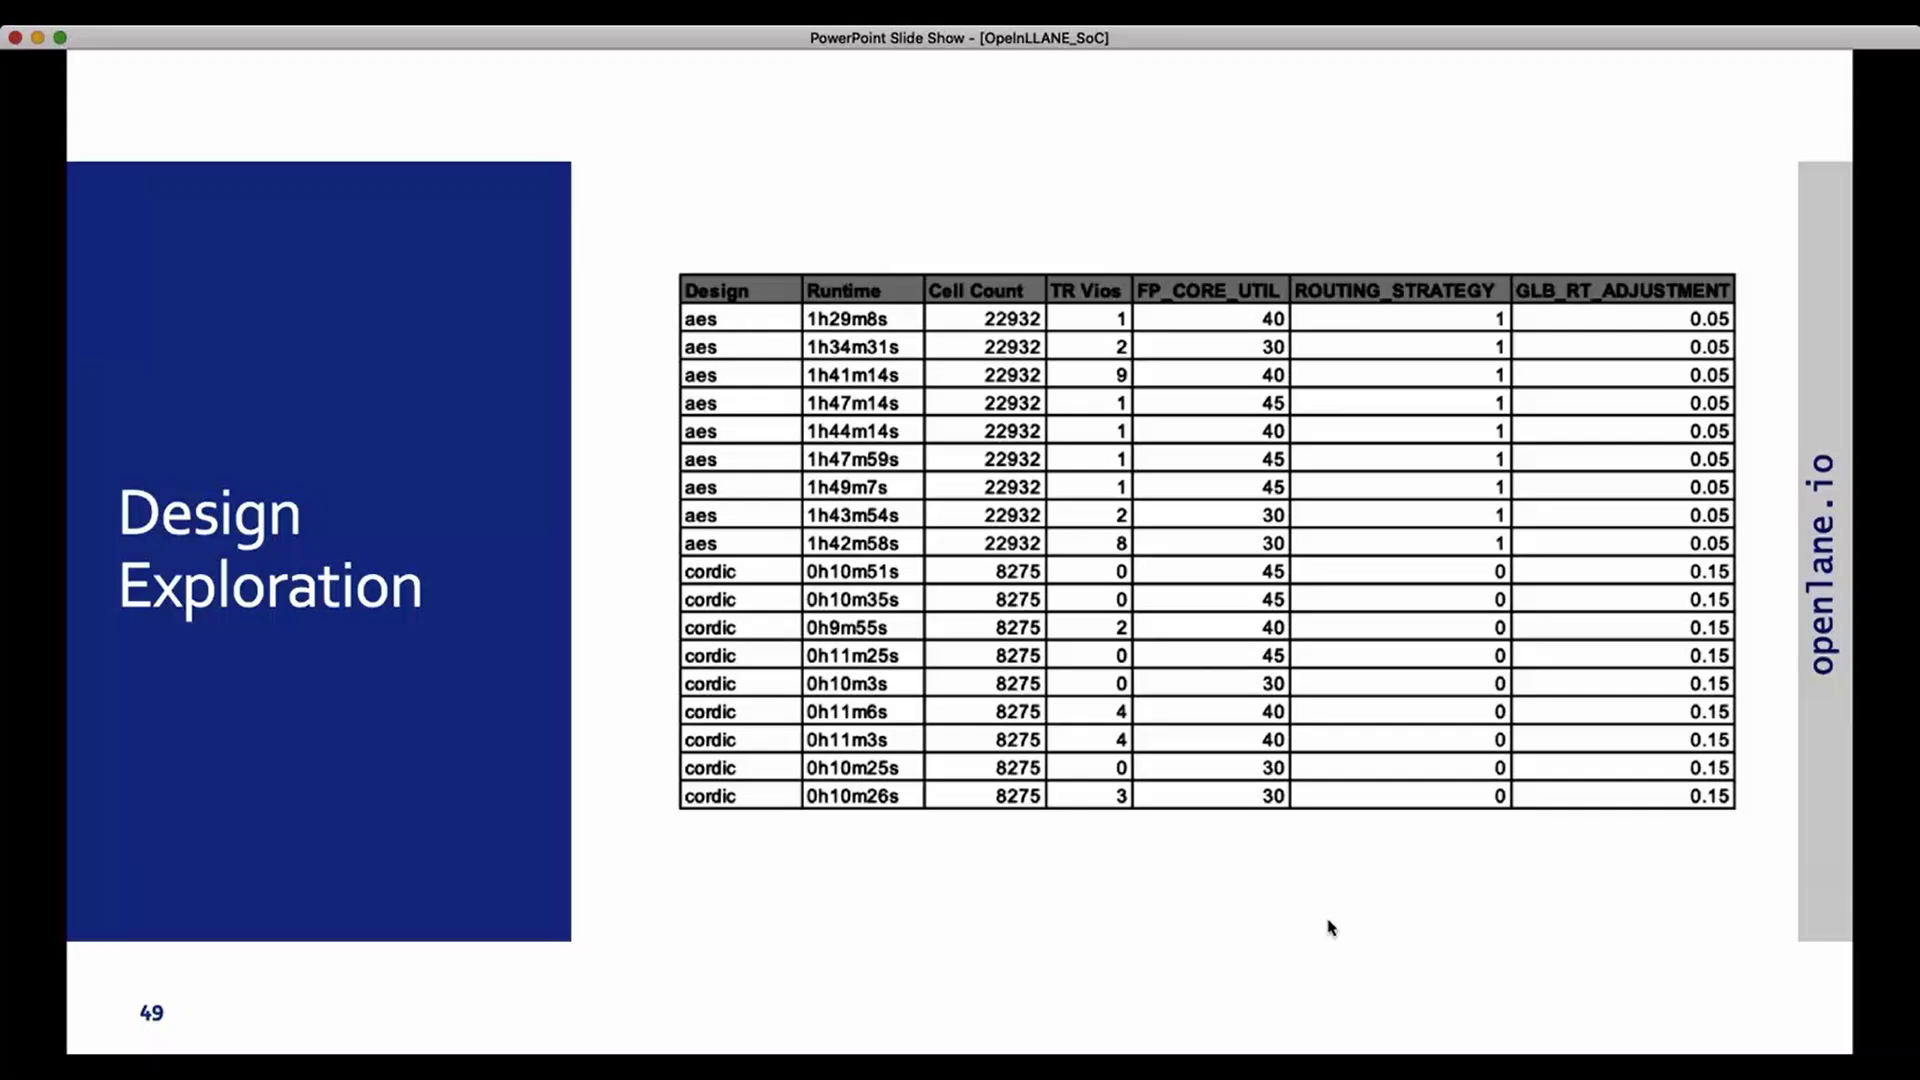 PowerPoint Slide Show - [OpeInLLANE_SoC]
Design
Exploration
Design Runtime Cell Count TR Vios FP_CORE_UTIL ROUTING_STRATEGY GLB_RT_ADJUSTMENT
aes 1h29m8s 22932 1 40 1 0.05
aes 1h34m31s 22932 2 30 1 0.05
aes 1h41m14s 22932 9 40 1 0.05
aes 1h47m14s 22932 1 45 1 0.05
aes 1h44m14s 22932 1 40 1 0.05
aes 1h47m59s 22932 1 45 1 0.05
aes 1h49m7s 22932 1 45 1 0.05
aes 1h43m54s 22932 2 30 1 0.05
aes 1h42m58s 22932 8 30 1 0.05
cordic 0h10m51s 8275 0 45 0 0.15
cordic 0h10m35s 8275 0 45 0 0.15
cordic 0h9m55s 8275 2 40 0 0.15
cordic 0h11m25s 8275 0 45 0 0.15
cordic 0h10m3s 8275 0 30 0 0.15
cordic 0h11m6s 8275 4 40 0 0.15
cordic 0h11m3s 8275 4 40 0 0.15
cordic 0h10m25s 8275 0 30 0 0.15
cordic 0h10m26s 8275 3 30 0 0.15
openlane.io
49